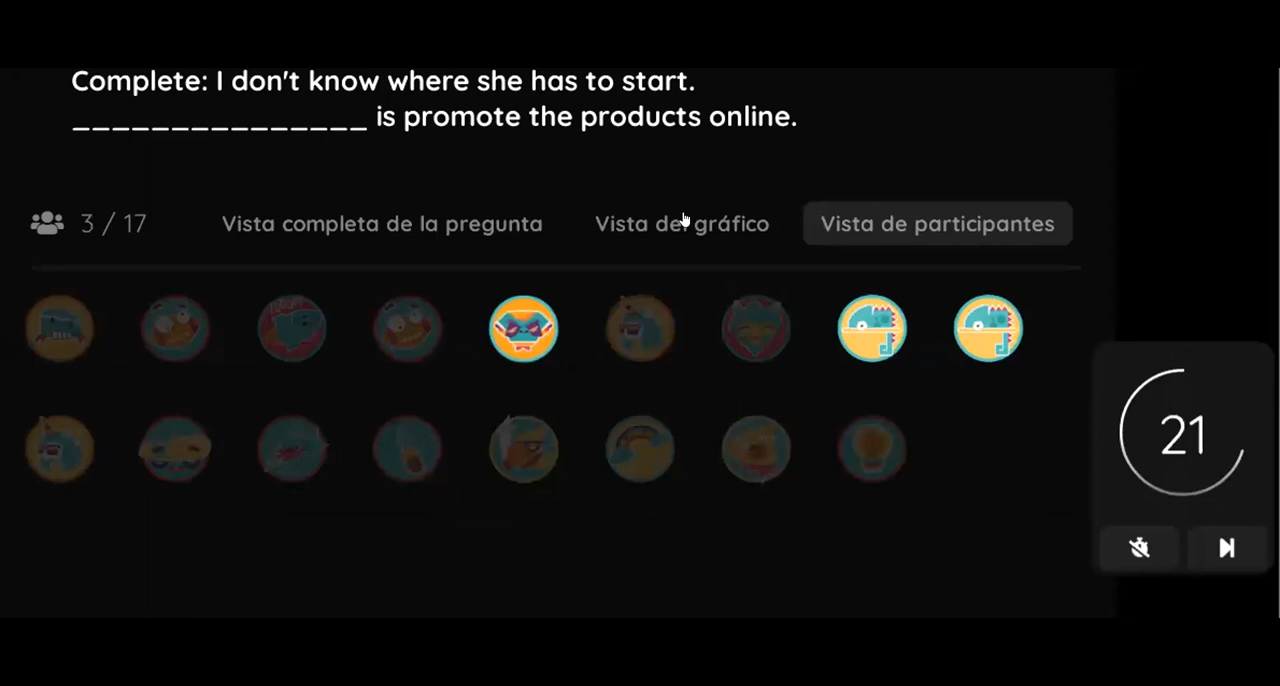 Complete: I don't know where she has to start.
_______________ is promote the products online.
3 / 17
Vista completa de la pregunta
Vista del gráfico
Vista de participantes
21